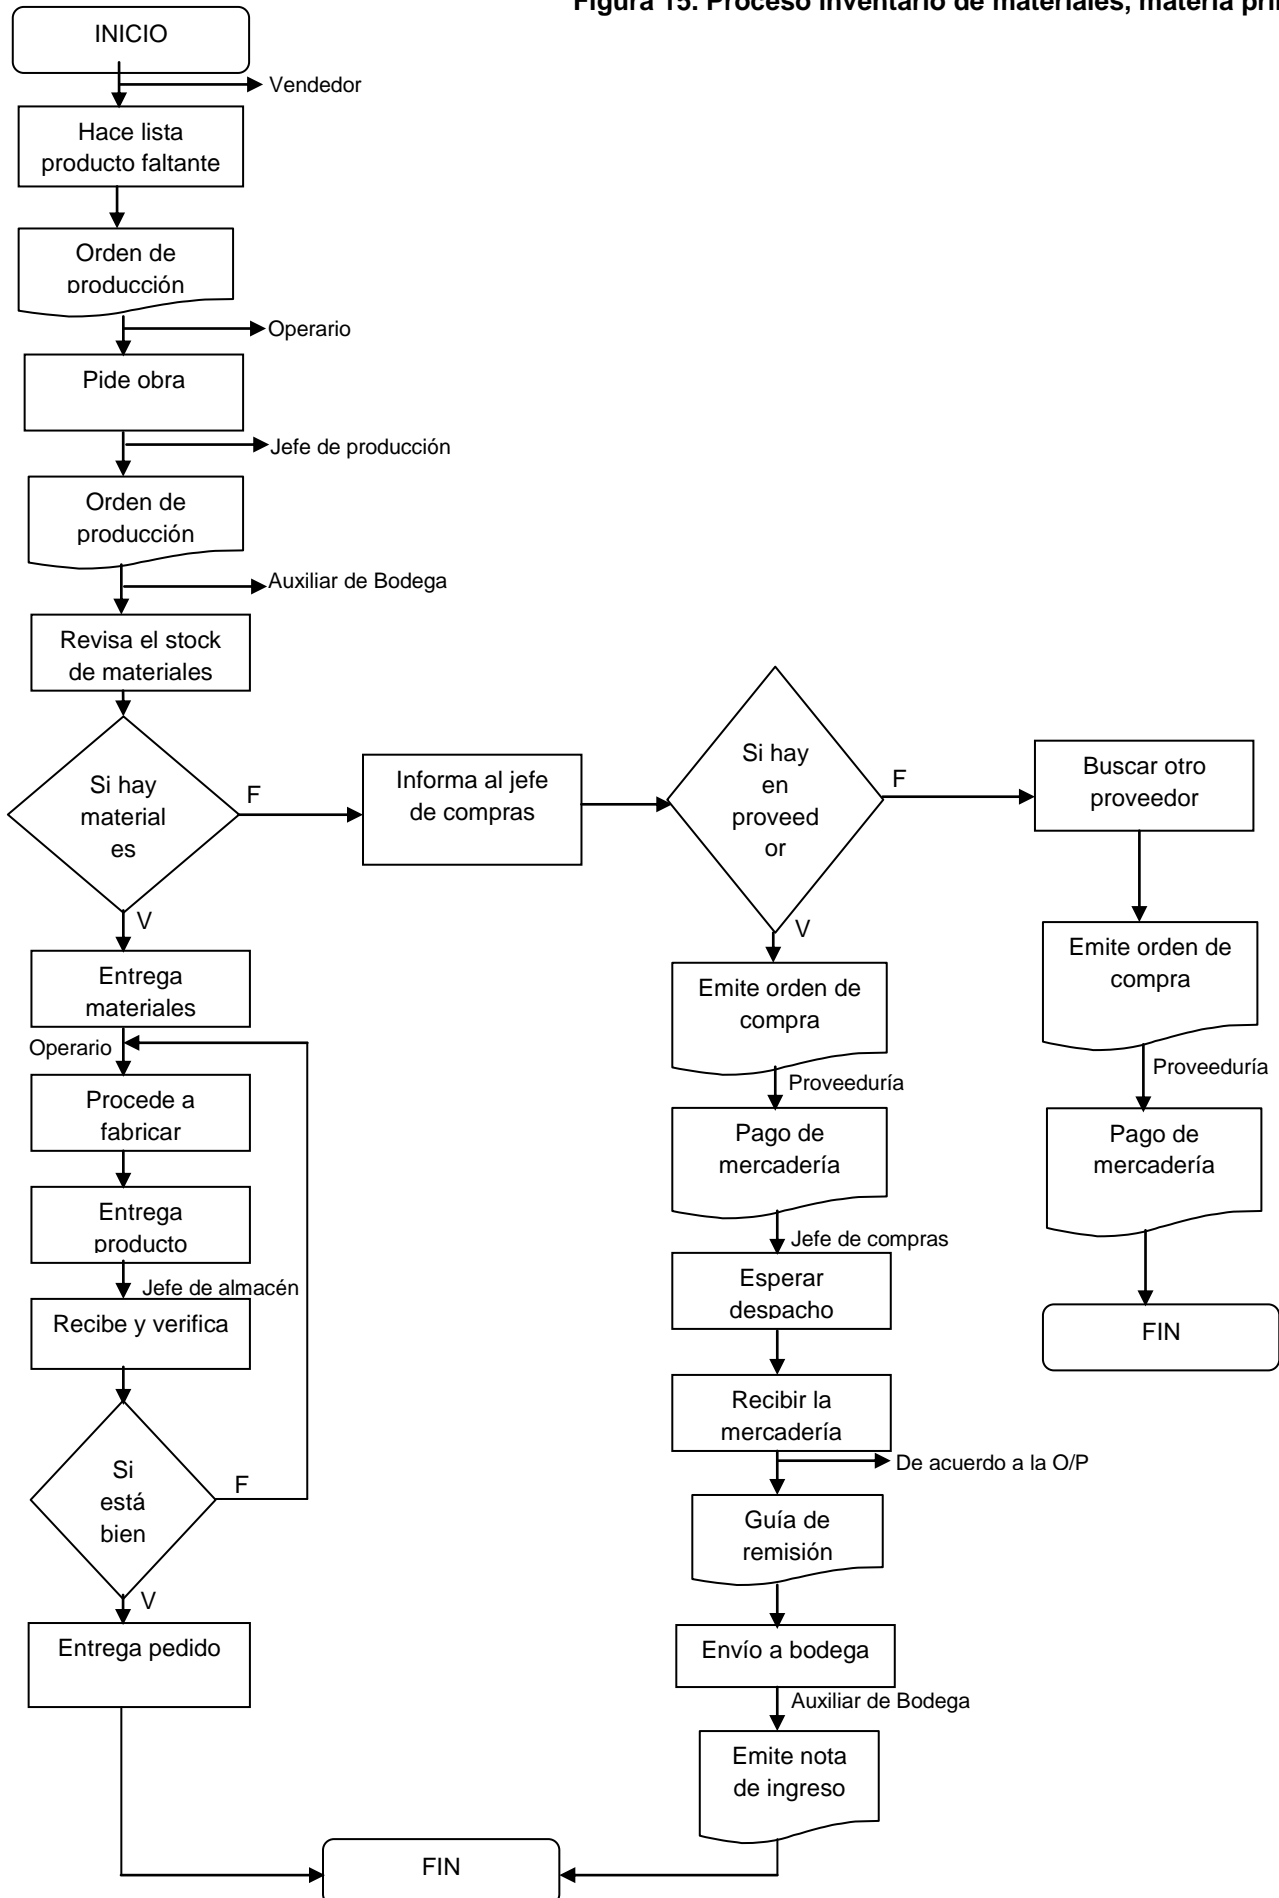 Figura 15. Proceso inventario de materiales, materia
INICIO
Vendedor
Hace lista
producto faltante
Orden de
producción
Operario
Pide obra
Jefe de producción
Orden de
producción
Auxiliar de Bodega
Revisa el stock
de materiales
Si hay
material
es
F
V
Informa al jefe
de compras
Si hay
en
proveed
or
F
V
Buscar otro
proveedor
Emite orden de
compra
Proveeduría
Pago de
mercadería
FIN
Entrega
materiales
Operario
Procede a
fabricar
Entrega
producto
Jefe de almacén
Recibe y verifica
Si
está
bien
F
V
Entrega pedido
Emite orden de
compra
Proveeduría
Pago de
mercadería
Jefe de compras
Esperar
despacho
Recibir la
mercadería
De acuerdo a la O/P
Guía de
remisión
Envío a bodega
Auxiliar de Bodega
Emite nota
de ingreso
FIN